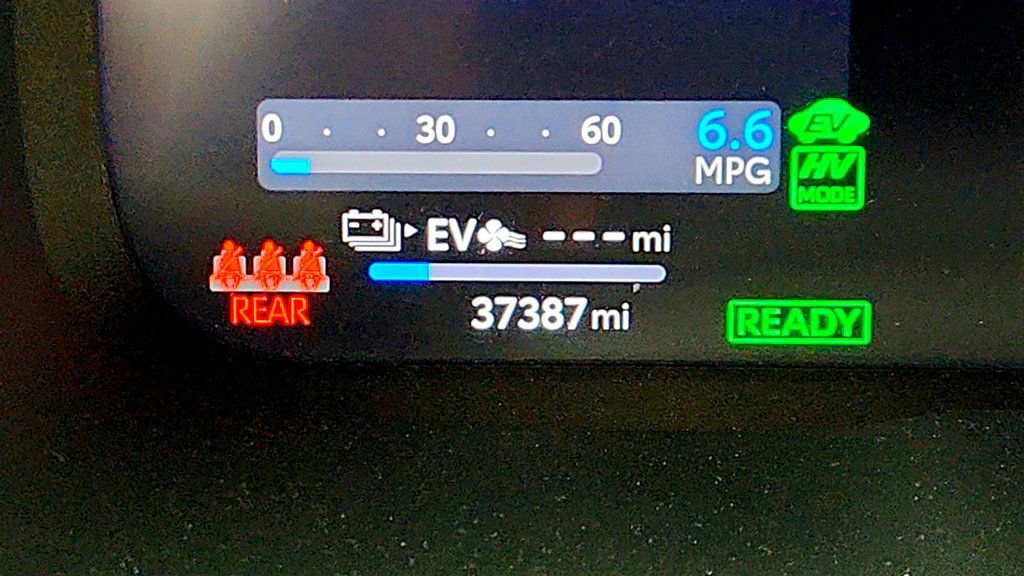 0 · · 30 · · 60 6.6
MPG
EV
HV
MODE
EV ---mi
REAR
37387 mi
READY